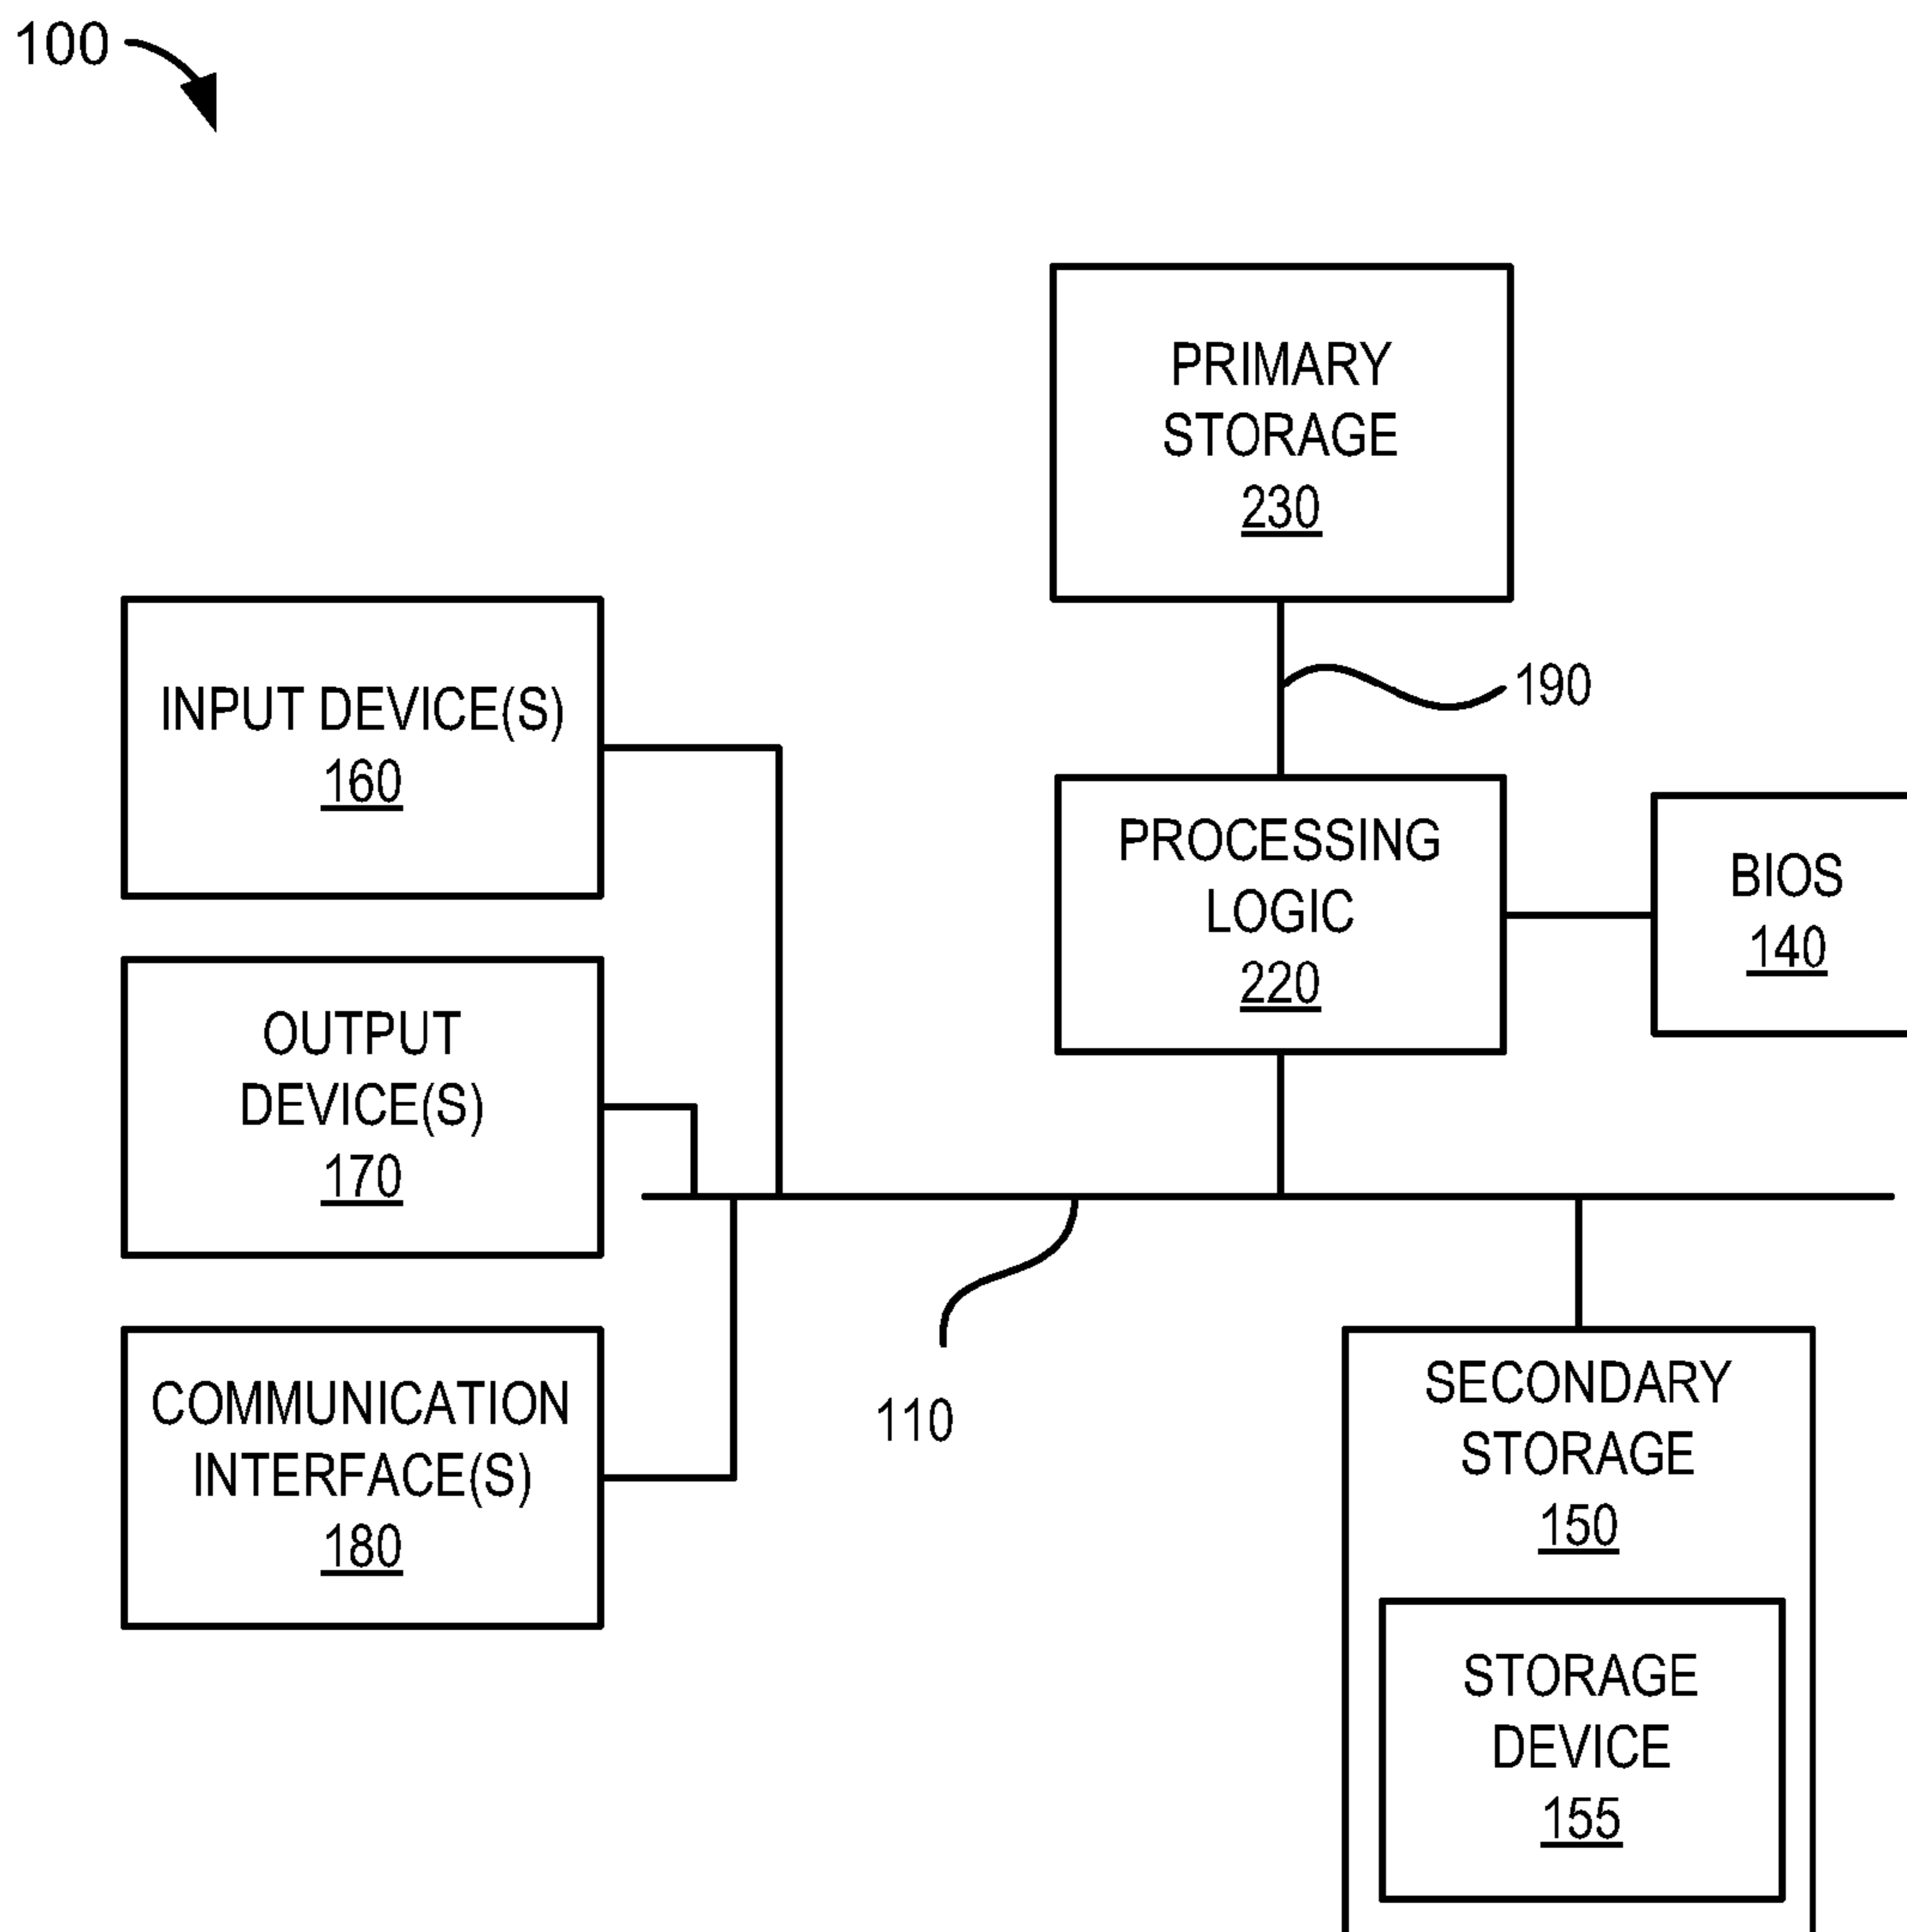 100
PRIMARY
STORAGE
230
190
INPUT DEVICE(S)
160
PROCESSING
LOGIC
220
BIOS
140
OUTPUT
DEVICE(S)
170
110
COMMUNICATION
INTERFACE(S)
180
SECONDARY
STORAGE
150
STORAGE
DEVICE
155